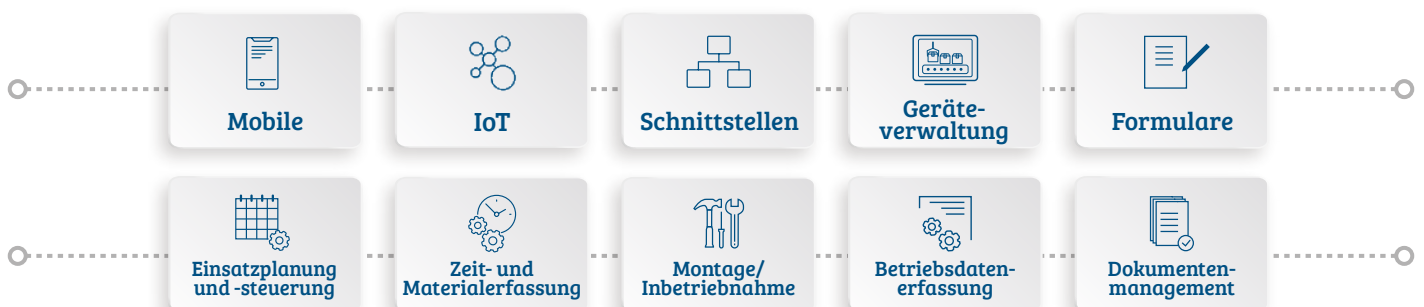 Mobile
IoT
Schnittstellen
Geräte-
verwaltung
Formulare
Einsatzplanung
und -steuerung
Zeit- und
Materialerfassung
Montage/
Inbetriebnahme
Betriebsdaten-
erfassung
Dokumenten-
management